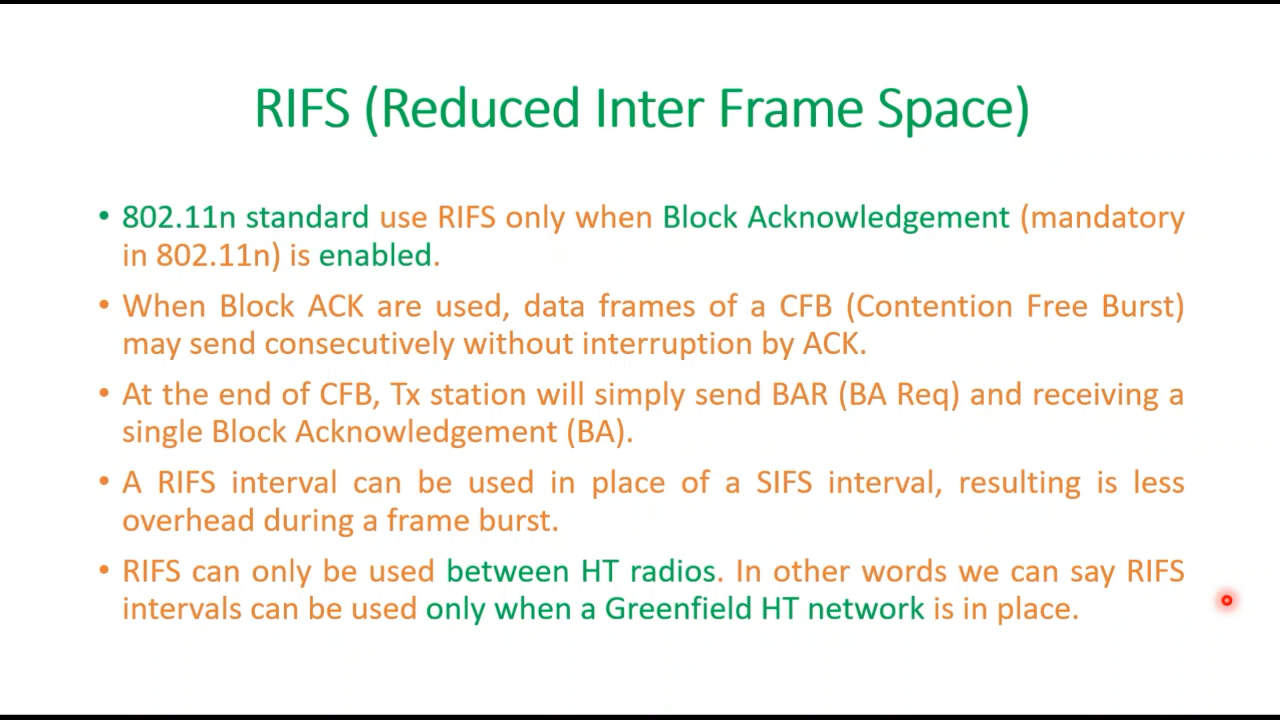 RIFS (Reduced Inter Frame Space)
• 802.11n standard use RIFS only when Block Acknowledgement (mandatory
in 802.11n) is enabled.
• When Block ACK are used, data frames of a CFB (Contention Free Burst)
may send consecutively without interruption by ACK.
• At the end of CFB, Tx station will simply send BAR (BA Req) and receiving a
single Block Acknowledgement (BA).
• A RIFS interval can be used in place of a SIFS interval, resulting is less
overhead during a frame burst.
• RIFS can only be used between HT radios. In other words we can say RIFS
intervals can be used only when a Greenfield HT network is in place.